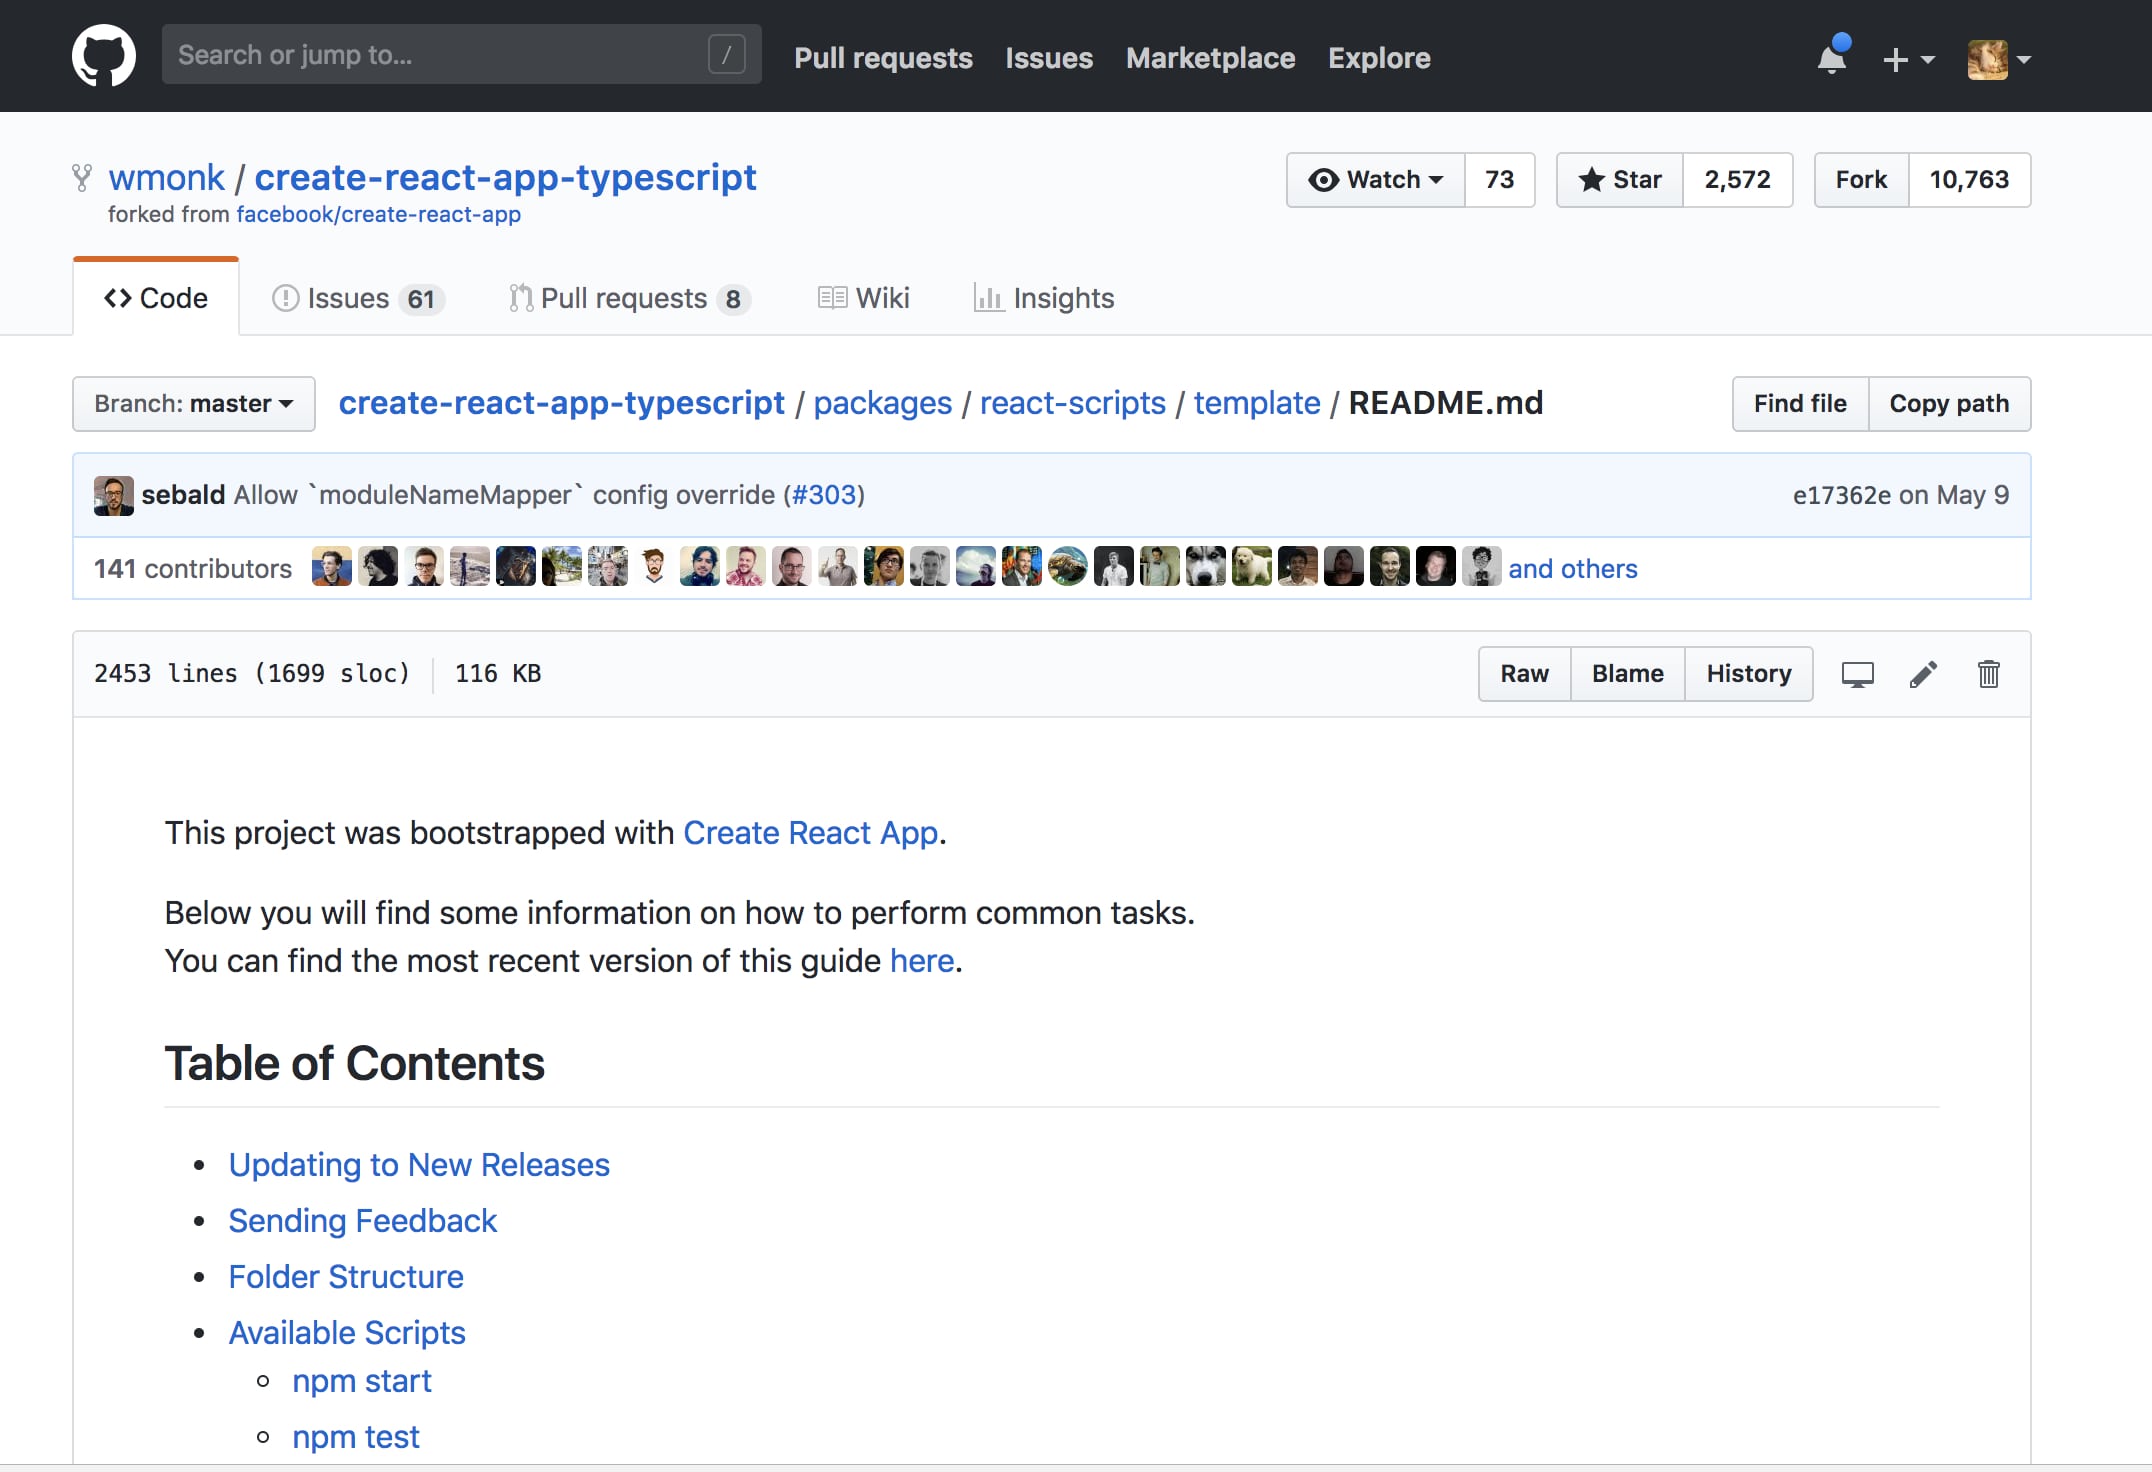 Search or jump to... /
Pull requests Issues Marketplace Explore
wmonk / create-react-app-typescript
forked from facebook/create-react-app
Watch 73 Star 2,572 Fork 10,763
Code Issues 61 Pull requests 8 Wiki Insights
Branch: master create-react-app-typescript / packages / react-scripts / template / README.md Find file Copy path
sebald Allow `moduleNameMapper` config override (#303) e17362e on May 9
141 contributors and others
2453 lines (1699 sloc) 116 KB Raw Blame History
This project was bootstrapped with Create React App.
Below you will find some information on how to perform common tasks.
You can find the most recent version of this guide here.
Table of Contents
• Updating to New Releases
• Sending Feedback
• Folder Structure
• Available Scripts
◦ npm start
◦ npm test